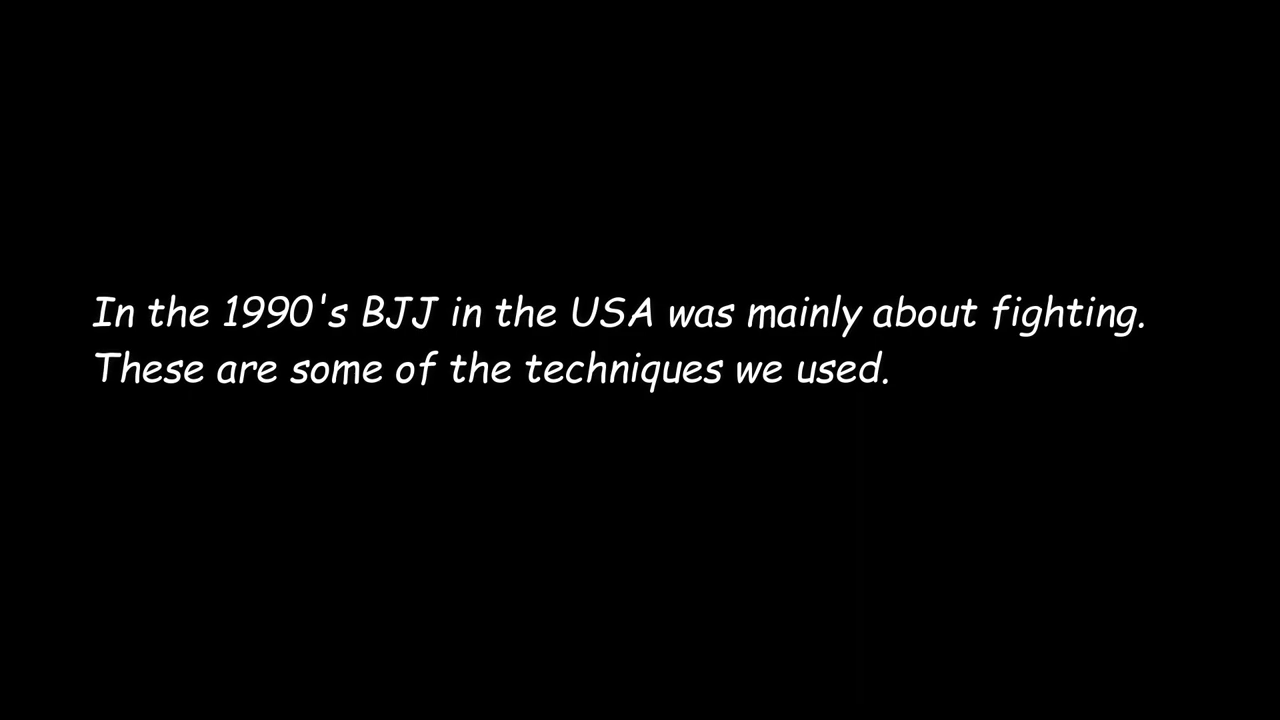 In the 1990's BJJ in the USA was mainly about fighting.
These are some of the techniques we used.